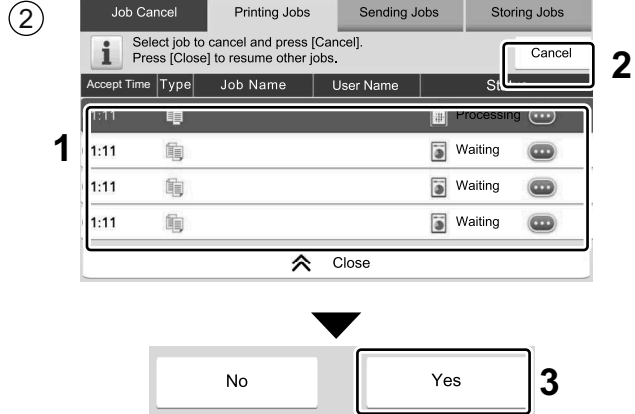 ②
Job Cancel Printing Jobs Sending Jobs Storing Jobs
i Select job to cancel and press [Cancel].
Press [Close] to resume other jobs.
Cancel 2
Accept Time Type Job Name User Name
1:11 Processing
1
1:11 Waiting
1:11 Waiting
1:11 Waiting
Close
No Yes 3